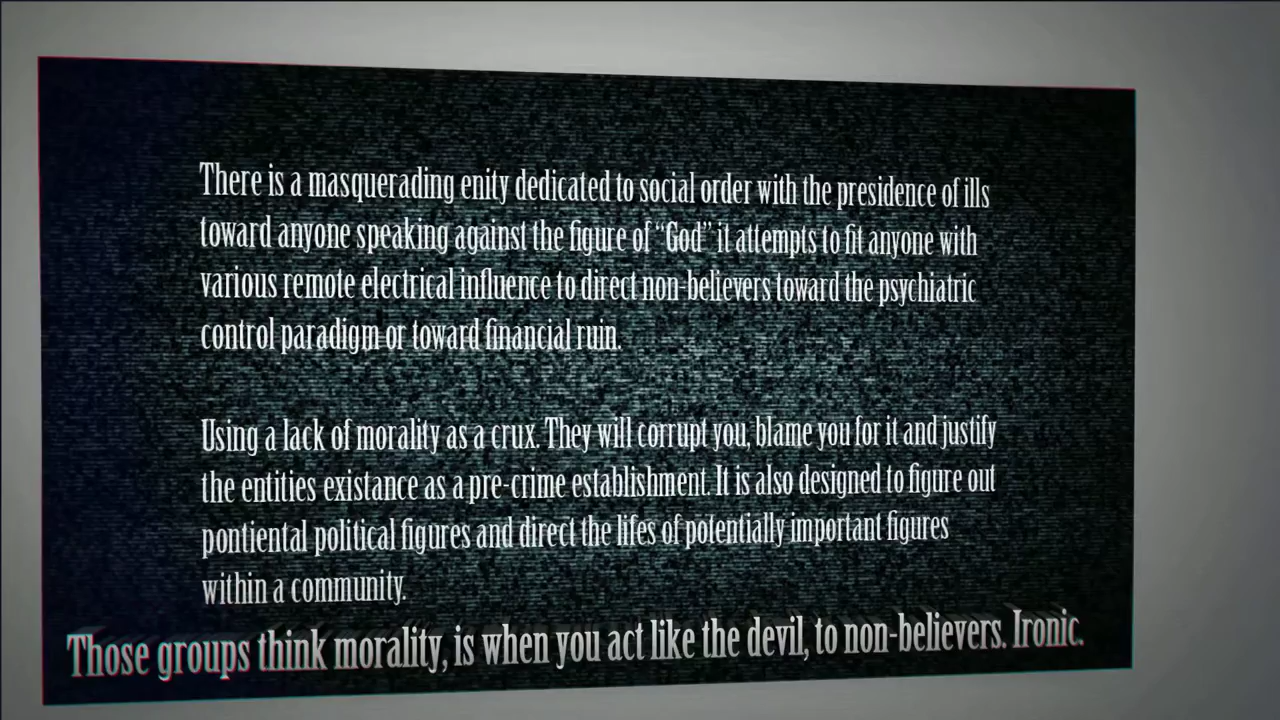 There is a masquerading enity dedicated to social order with the presidence of ills
toward anyone speaking against the figure of “God” it attempts to fit anyone with
various remote electrical influence to direct non-believers toward the psychiatric
control paradigm or toward financial ruin.
Using a lack of morality as a crux. They will corrupt you, blame you for it and justify
the entities existance as a pre-crime establishment. It is also designed to figure out
pontiental political figures and direct the lifes of potentially important figures
within a community.
Those groups think morality, is when you act like the devil, to non-believers. Ironic.